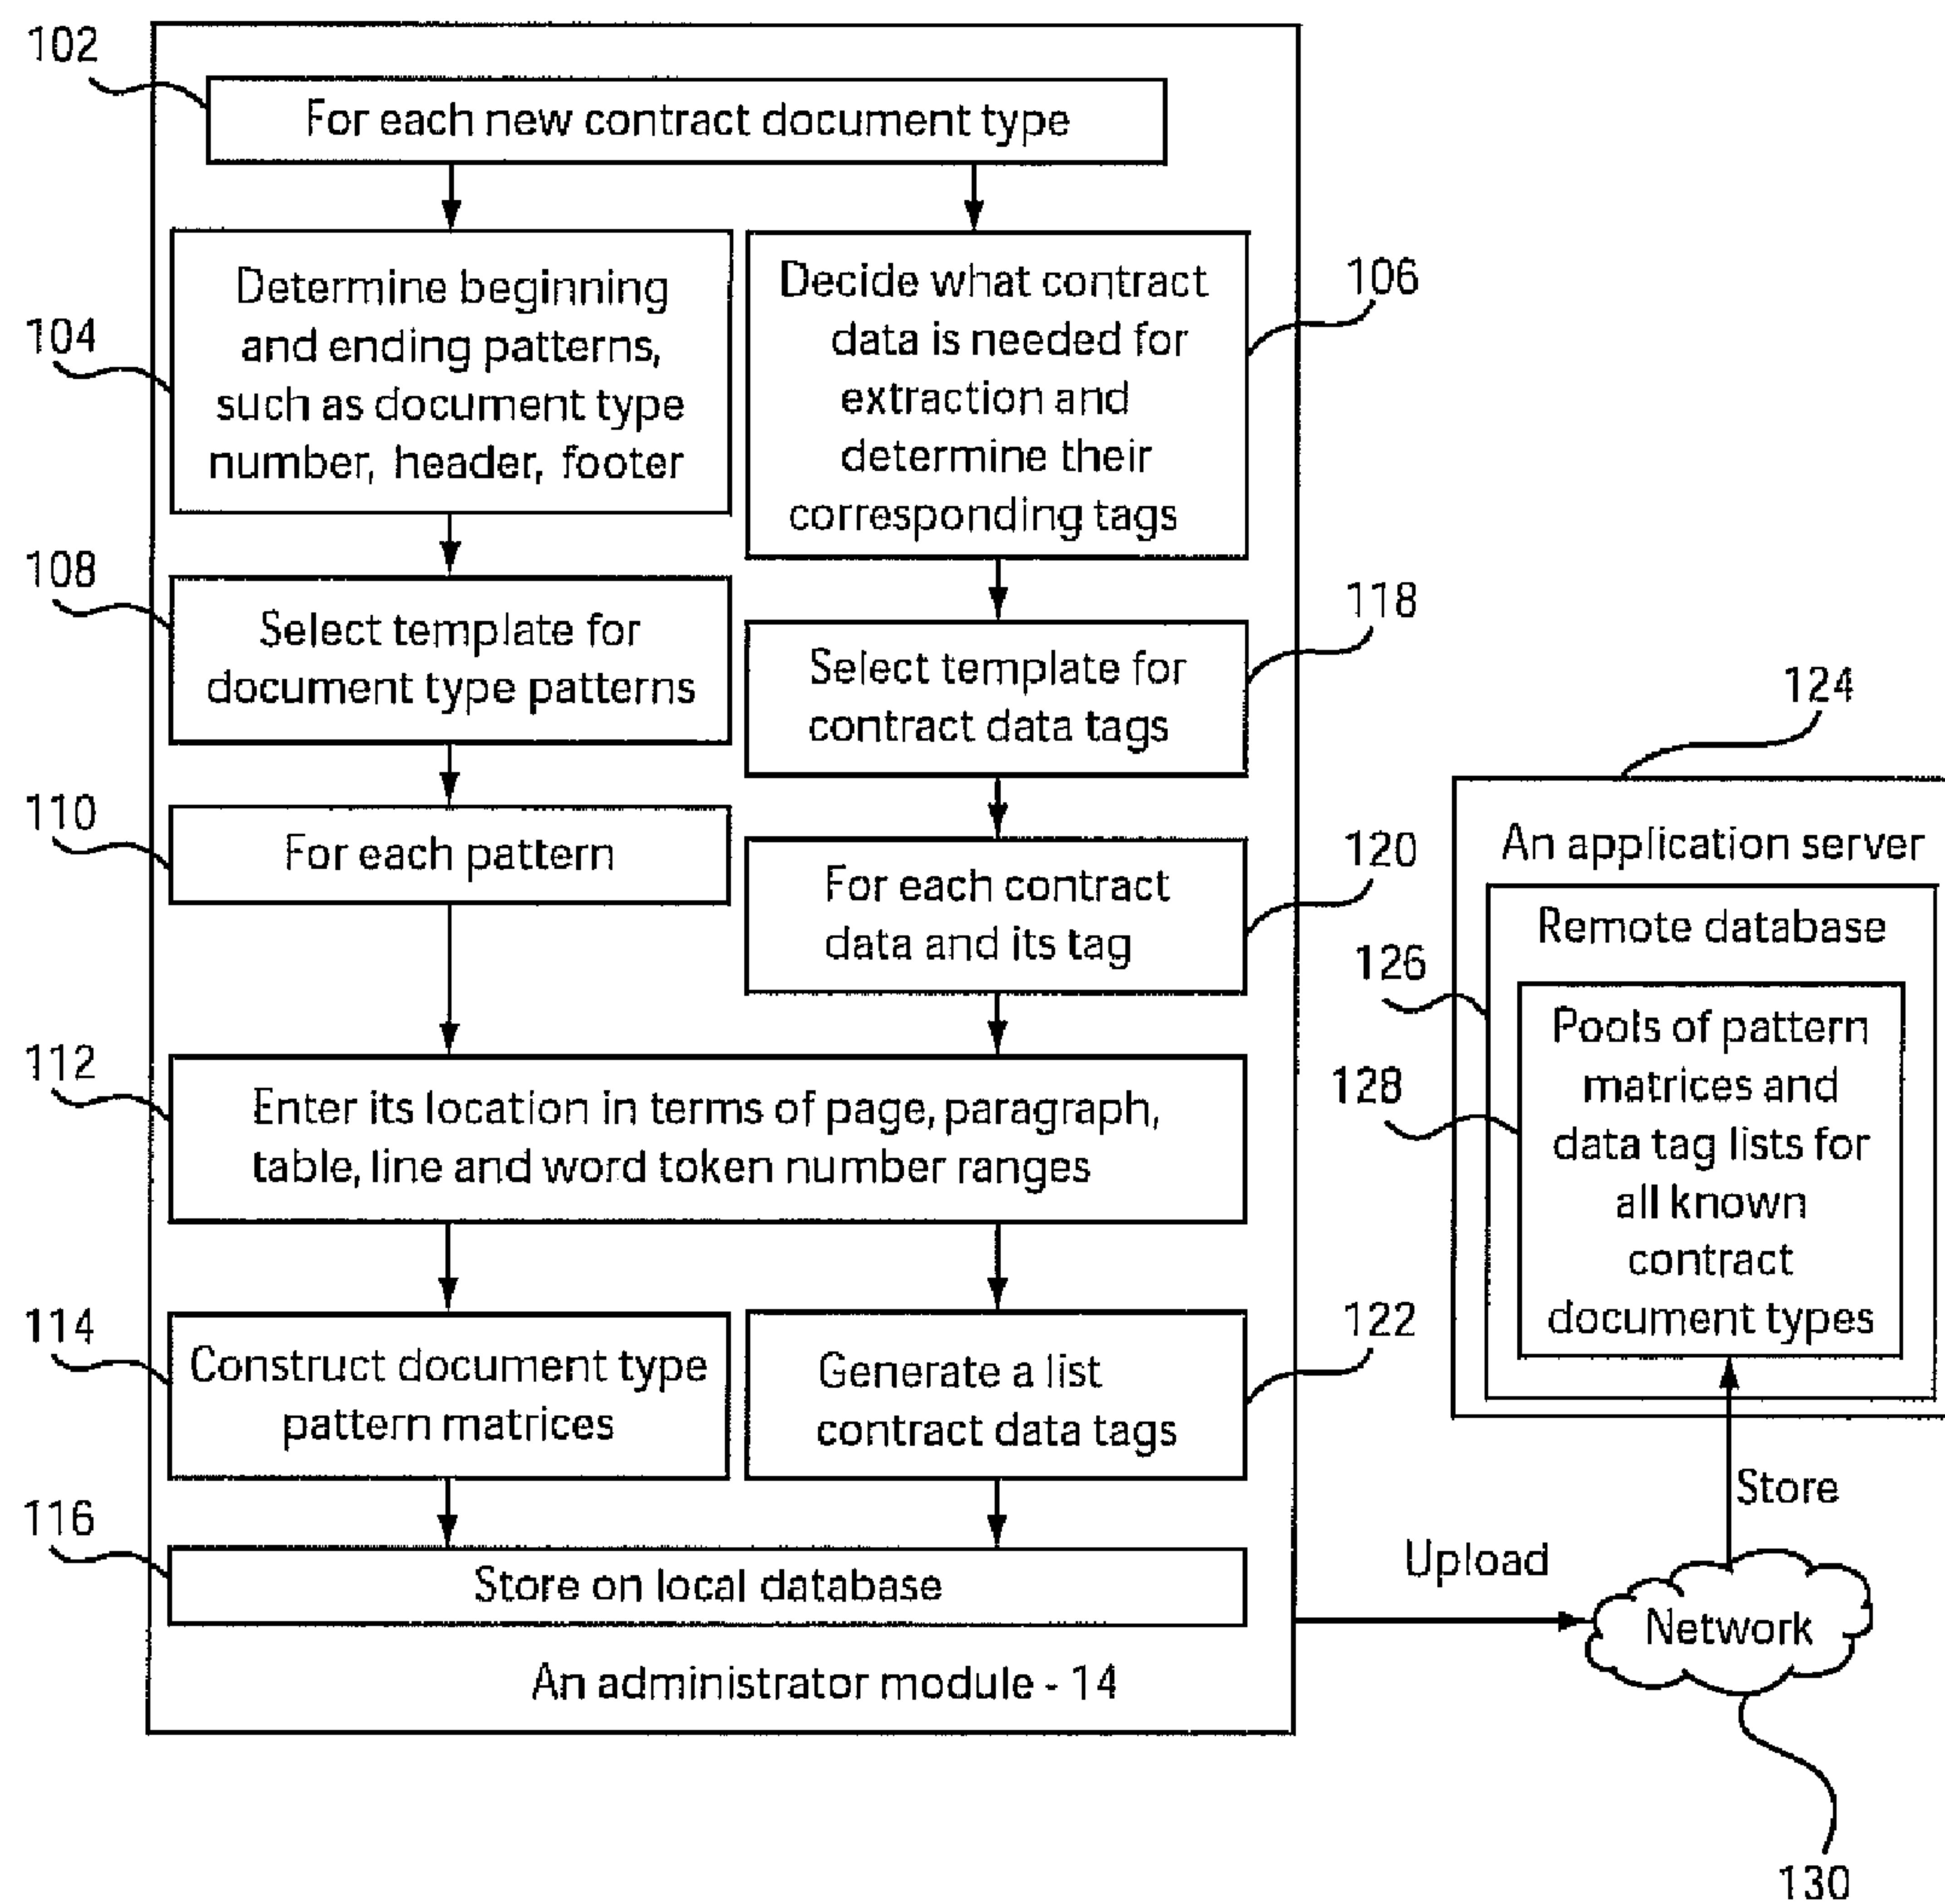 102
For each new contract document type
104
Determine beginning
and ending patterns,
such as document type
number, header, footer
Decide what contract
data is needed for
extraction and
determine their
corresponding tags
106
108
Select template for
document type patterns
Select template for
contract data tags
118
110
For each pattern
For each contract
data and its tag
120
112
Enter its location in terms of page, paragraph,
table, line and word token number ranges
114
Construct document type
pattern matrices
Generate a list
contract data tags
122
116
Store on local database
An administrator module - 14
124
An application server
Remote database
126
128
Pools of pattern
matrices and
data tag lists for
all known
contract
document types
Store
Upload
Network
130